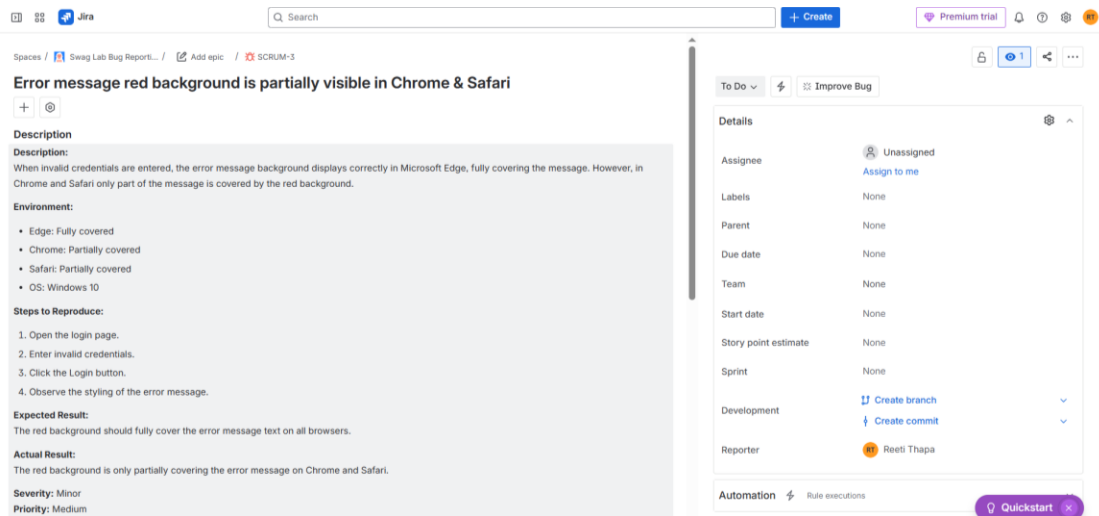 Jira
Search
+ Create
Premium trial
RT
Spaces / Swag Lab Bug Reporti... / Add epic / SCRUM-3
1
Error message red background is partially visible in Chrome & Safari
Description
Description:
When invalid credentials are entered, the error message background displays correctly in Microsoft Edge, fully covering the message. However, in
Chrome and Safari only part of the message is covered by the red background.
Environment:
• Edge: Fully covered
• Chrome: Partially covered
• Safari: Partially covered
• OS: Windows 10
Steps to Reproduce:
1. Open the login page.
2. Enter invalid credentials.
3. Click the Login button.
4. Observe the styling of the error message.
Expected Result:
The red background should fully cover the error message text on all browsers.
Actual Result:
The red background is only partially covering the error message on Chrome and Safari.
Severity: Minor
Priority: Medium
To Do
Improve Bug
Details
Assignee
Unassigned
Assign to me
Labels None
Parent None
Due date None
Team None
Start date None
Story point estimate None
Sprint None
Development
Create branch
Create commit
Reporter RT Reeti Thapa
Automation Rule executions
Quickstart